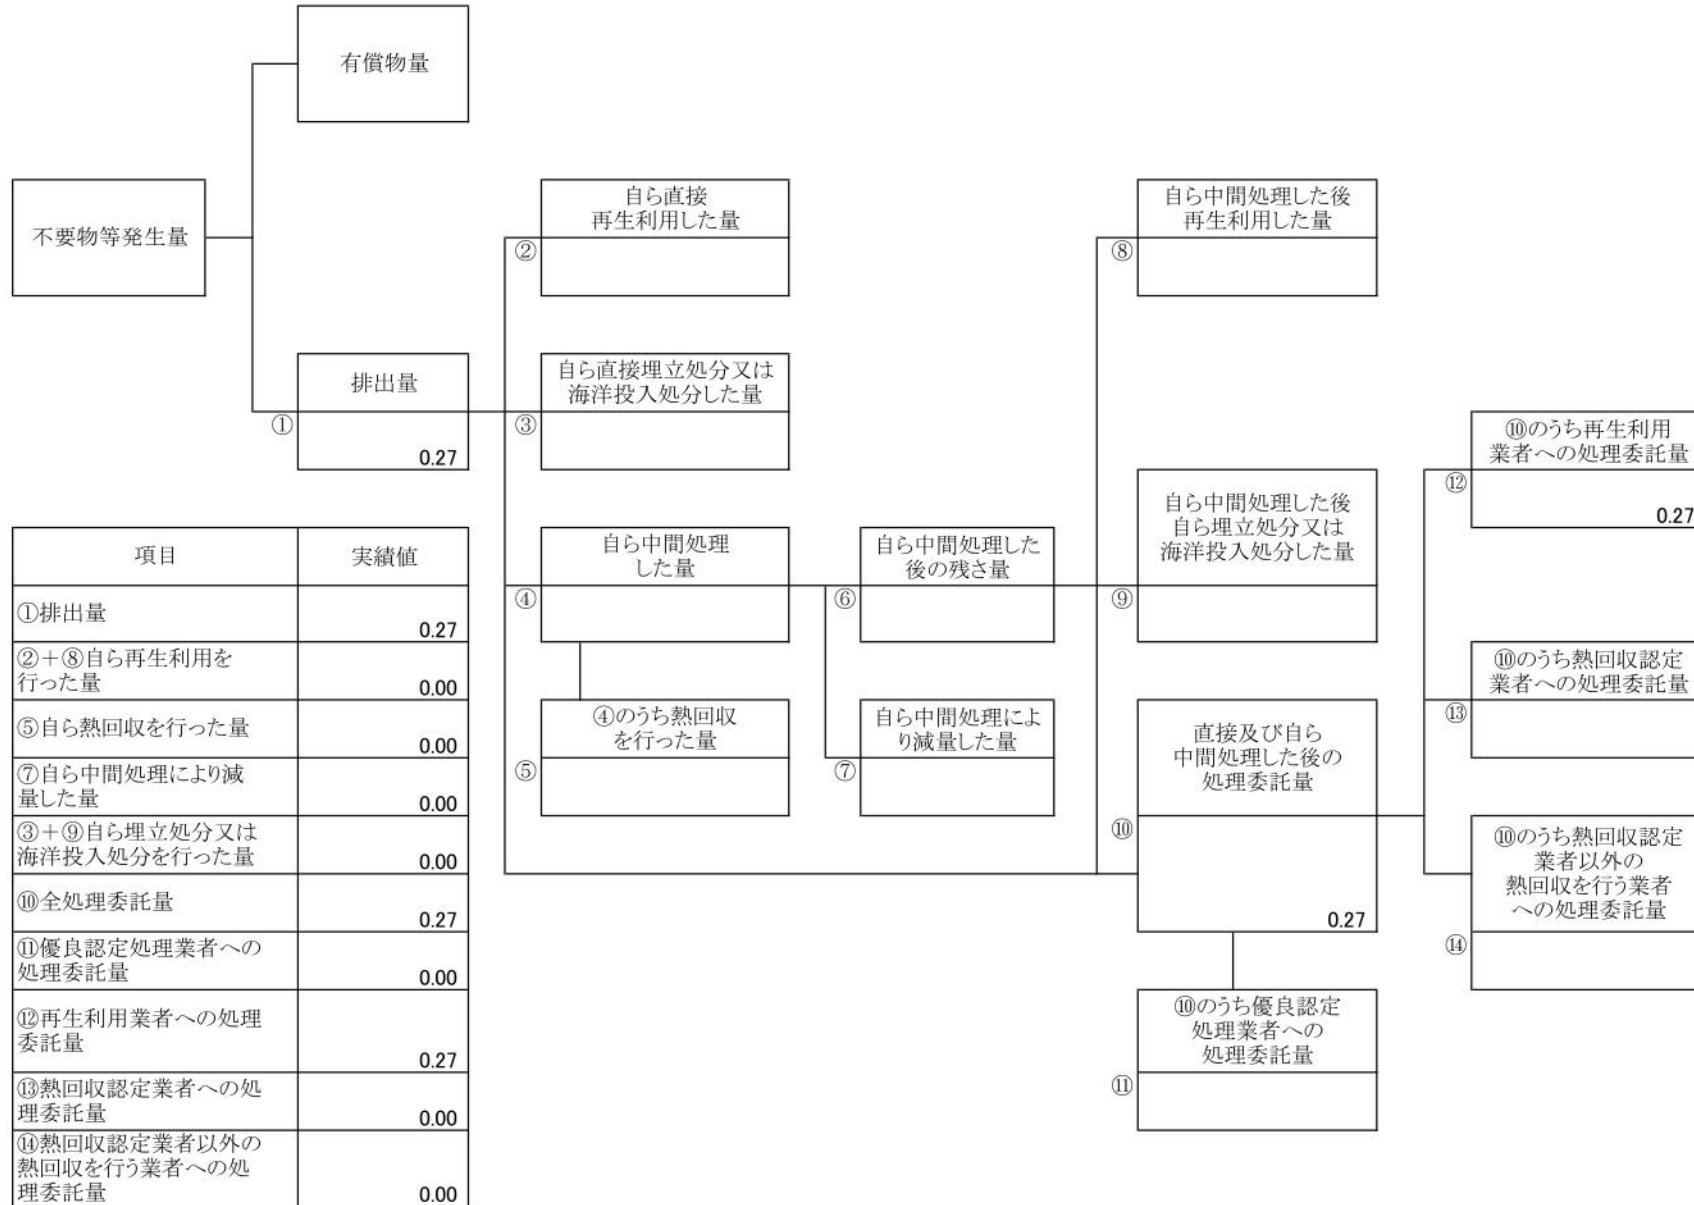 有償物量
不要物等発生量
自ら直接
再生利用した量
②
自ら中間処理した後
再生利用した量
⑧
排出量
①
0.27
自ら直接埋立処分又は
海洋投入処分した量
③
⑩のうち再生利用
業者への処理委託量
⑫
0.27
自ら中間処理
した量
④
自ら中間処理した
後の残さ量
⑥
自ら中間処理した後
自ら埋立処分又は
海洋投入処分した量
⑨
④のうち熱回収
を行った量
⑤
自ら中間処理によ
り減量した量
⑦
直接及び自ら
中間処理した後の
処理委託量
⑩
0.27
⑩のうち熱回収認定
業者への処理委託量
⑬
⑩のうち熱回収認定
業者以外の
熱回収を行う業者
への処理委託量
⑭
⑩のうち優良認定
処理業者への
処理委託量
⑪
項目 実績値
①排出量
0.27
②+⑧自ら再生利用を
行った量
0.00
⑤自ら熱回収を行った量
0.00
⑦自ら中間処理により減
量した量
0.00
③+⑨自ら埋立処分又は
海洋投入処分を行った量
0.00
⑩全処理委託量
0.27
⑪優良認定処理業者への
処理委託量
0.00
⑫再生利用業者への処理
委託量
0.27
⑬熱回収認定業者への処
理委託量
0.00
⑭熱回収認定業者以外の
熱回収を行う業者への処
理委託量
0.00